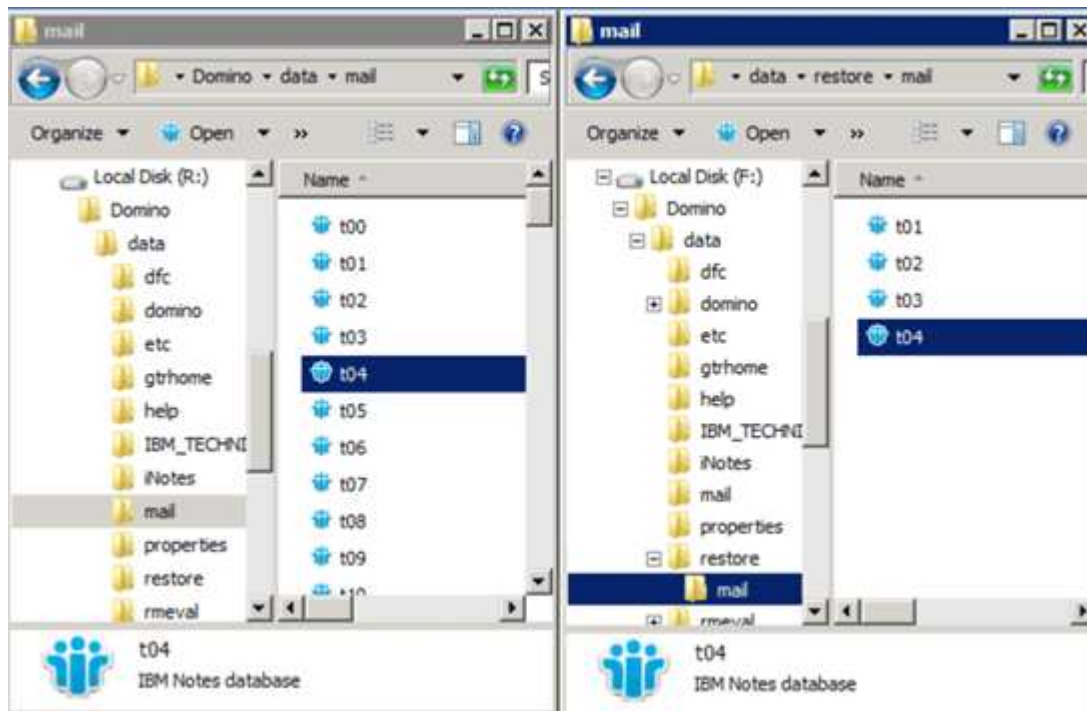 mail
Domino ▾ data ▾ mail
S
Organize
Open
»
Local Disk (R:)
Domino
data
dfc
domino
etc
gtrhome
help
IBM_TECHNI
iNotes
mail
properties
restore
rmeval
Name
t00
t01
t02
t03
t04
t05
t06
t07
t08
t09
t10
t04
IBM Notes database
mail
data ▾ restore ▾ mail
Organize
Open
»
Local Disk (F:)
Domino
data
dfc
domino
etc
gtrhome
help
IBM_TECHNI
iNotes
mail
properties
restore
mail
rmeval
Name
t01
t02
t03
t04
t04
IBM Notes database